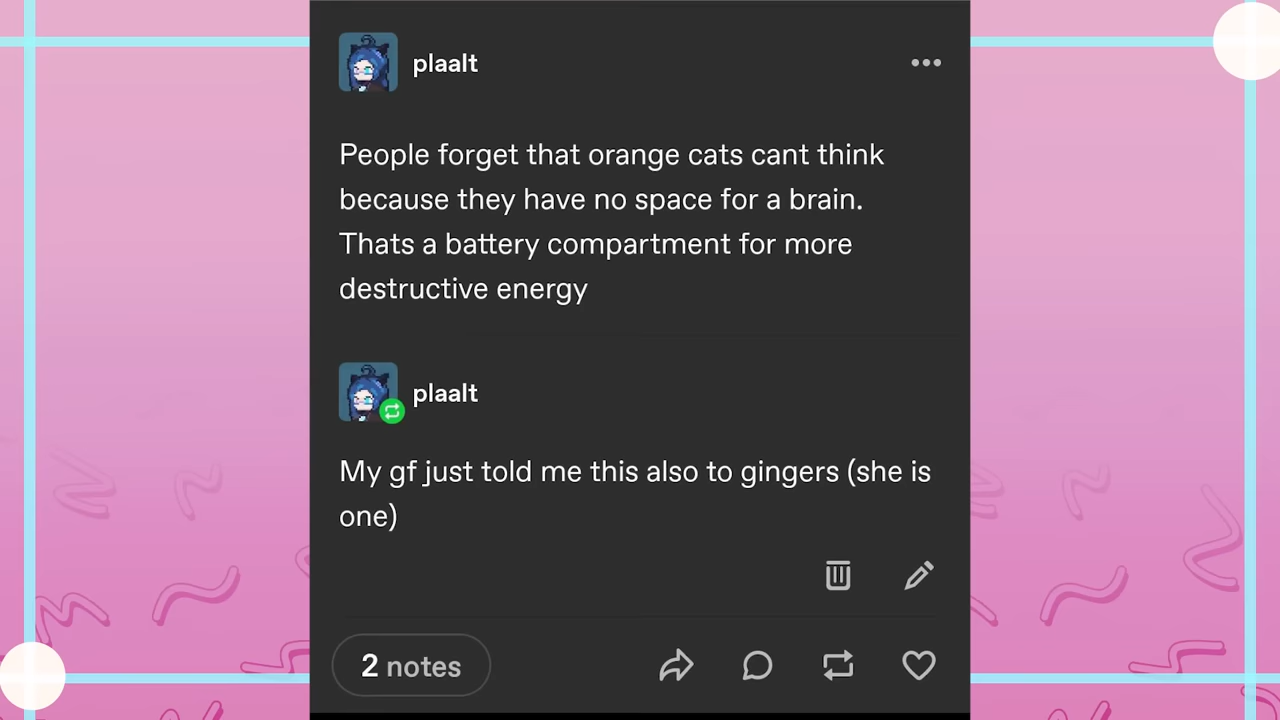 plaalt
People forget that orange cats cant think
because they have no space for a brain.
Thats a battery compartment for more
destructive energy
plaalt
My gf just told me this also to gingers (she is
one)
2 notes